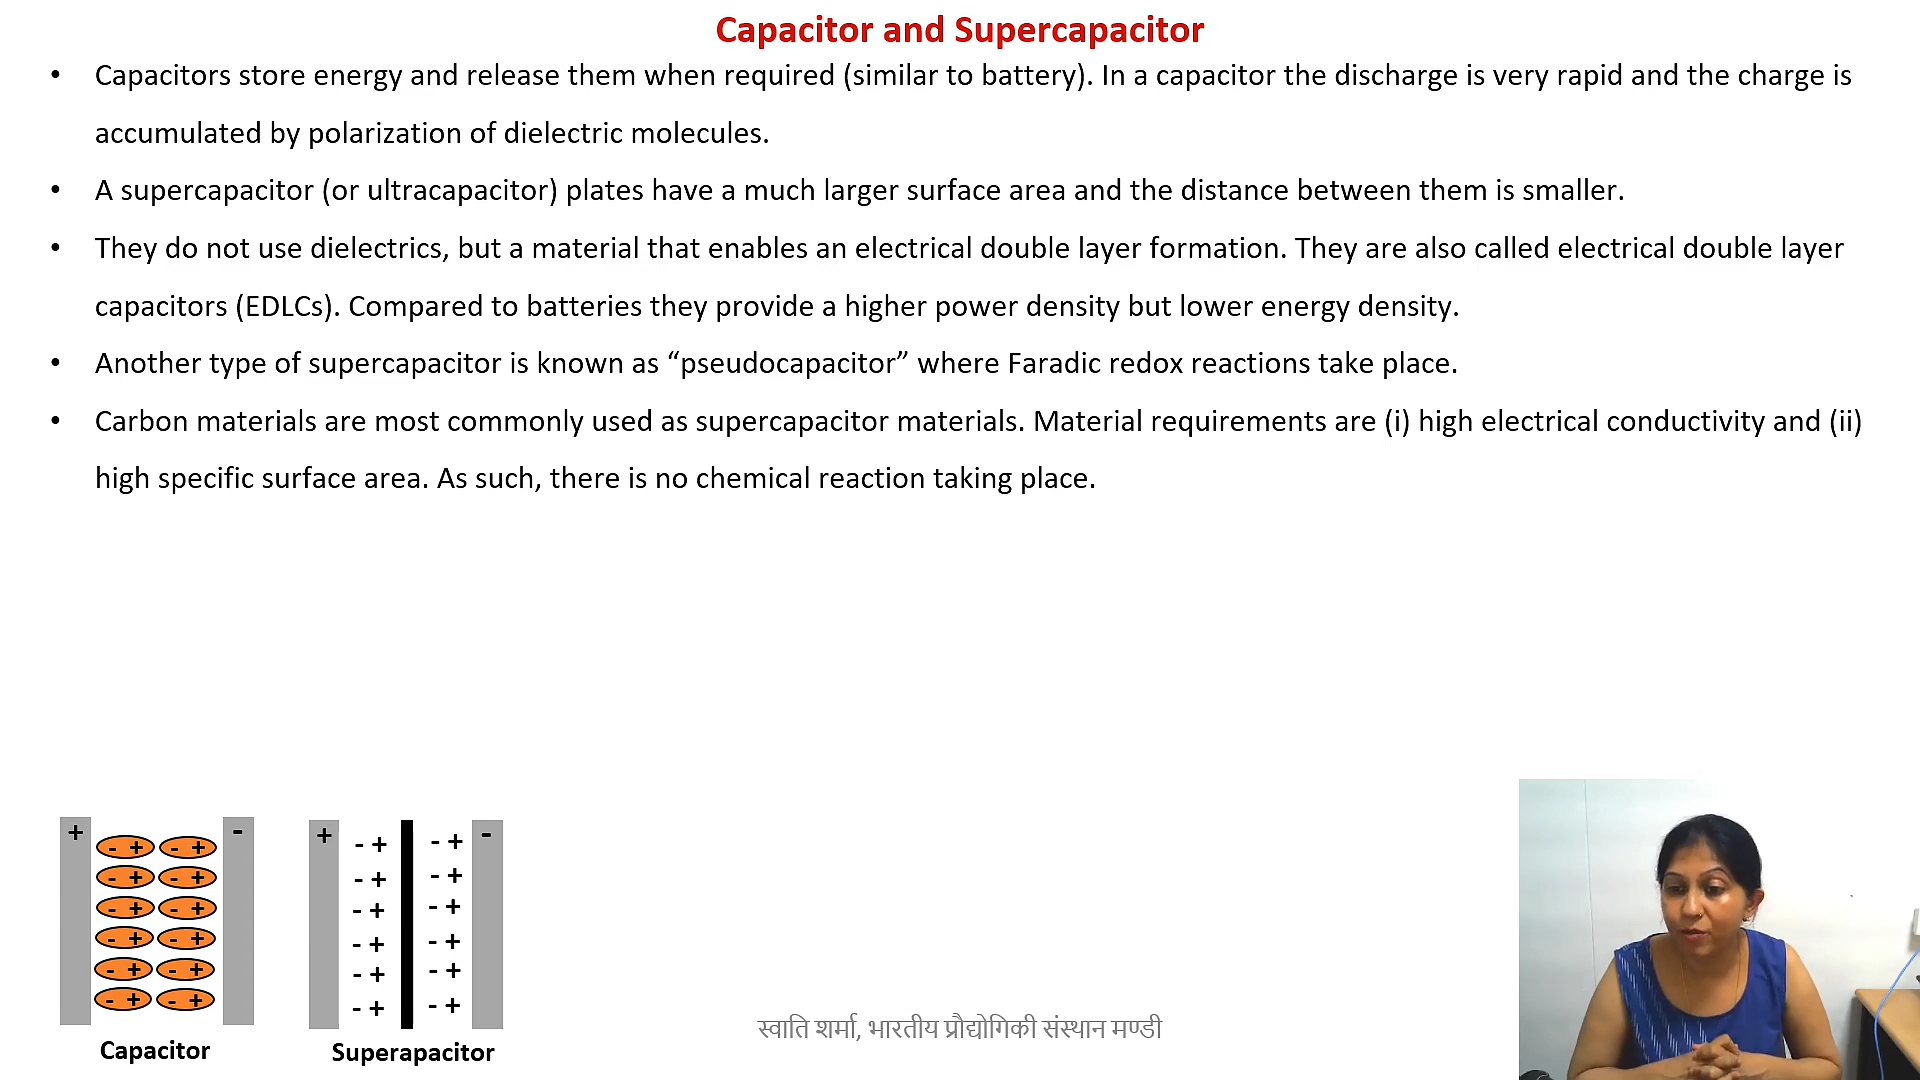 Capacitor and Supercapacitor
• Capacitors store energy and release them when required (similar to battery). In a capacitor the discharge is very rapid and the charge is
accumulated by polarization of dielectric molecules.
• A supercapacitor (or ultracapacitor) plates have a much larger surface area and the distance between them is smaller.
• They do not use dielectrics, but a material that enables an electrical double layer formation. They are also called electrical double layer
capacitors (EDLCs). Compared to batteries they provide a higher power density but lower energy density.
• Another type of supercapacitor is known as “pseudocapacitor” where Faradic redox reactions take place.
• Carbon materials are most commonly used as supercapacitor materials. Material requirements are (i) high electrical conductivity and (ii)
high specific surface area. As such, there is no chemical reaction taking place.
+ - + -
- + - + - + - +
- + - + - + - +
- + - + - + - +
- + - + - + - +
- + - + - + - +
- + - + - + - +
Capacitor
Superapacitor
स्वाति शर्मा, भारतीय प्रौद्योगिकी संस्थान मण्डी